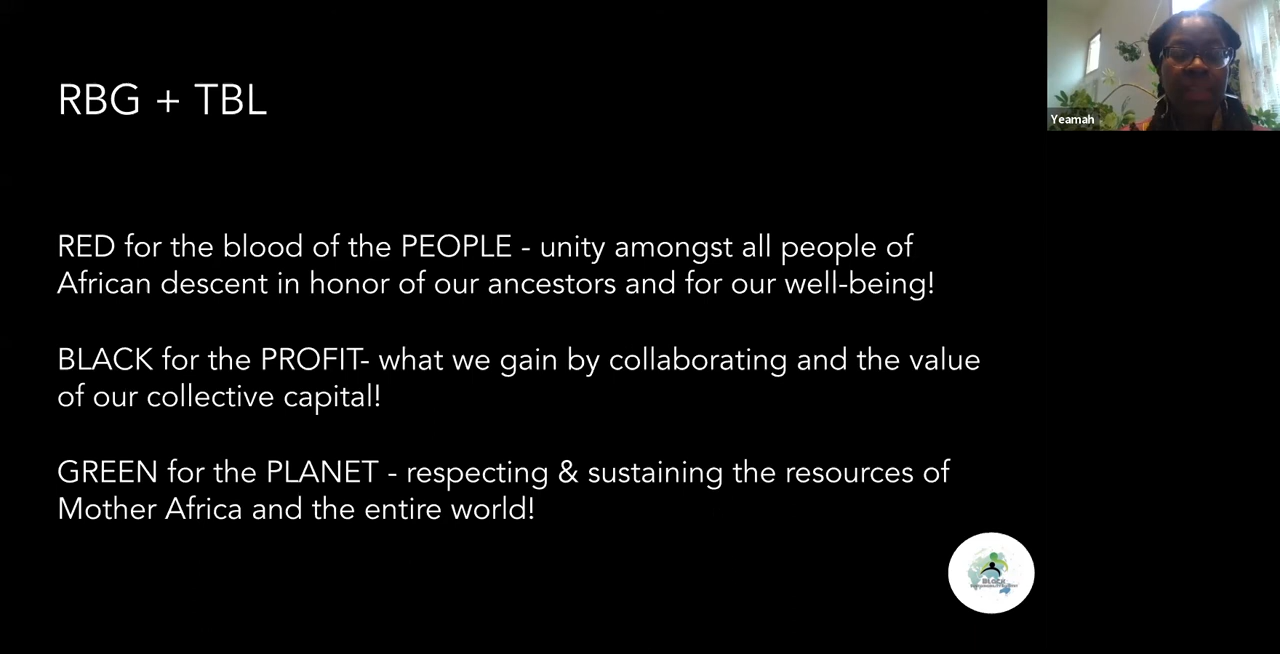 RBG + TBL
Yeamah
RED for the blood of the PEOPLE - unity amongst all people of
African descent in honor of our ancestors and for our well-being!
BLACK for the PROFIT- what we gain by collaborating and the value
of our collective capital!
GREEN for the PLANET - respecting & sustaining the resources of
Mother Africa and the entire world!
BLACK